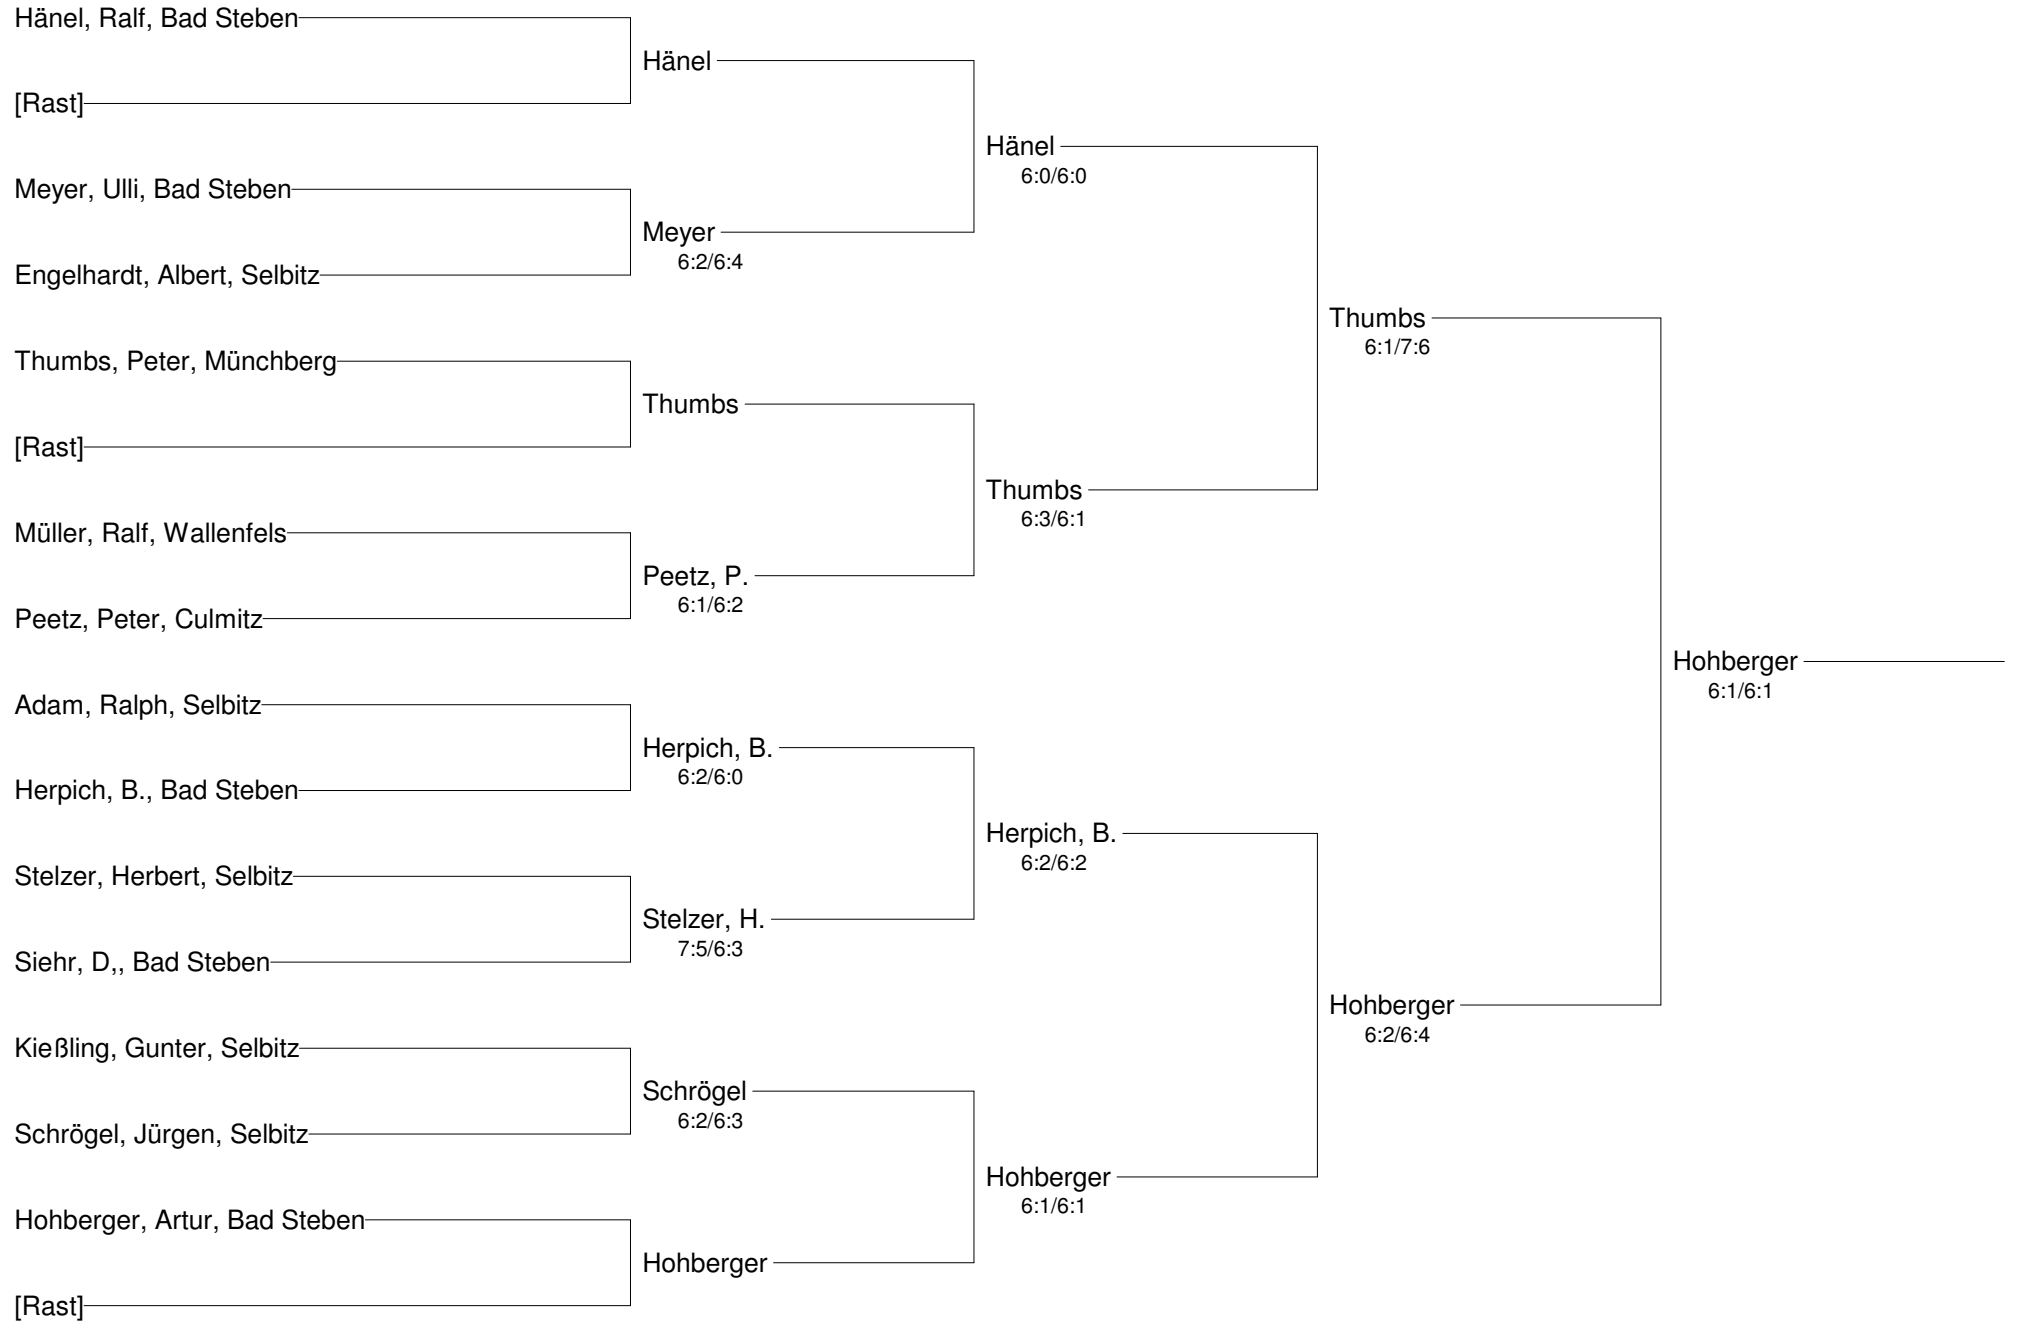 Hänel, Ralf, Bad Steben
Hänel
[Rast]
Hänel
6:0/6:0
Meyer, Ulli, Bad Steben
Meyer
6:2/6:4
Engelhardt, Albert, Selbitz
Thumbs
6:1/7:6
Thumbs, Peter, Münchberg
Thumbs
[Rast]
Thumbs
6:3/6:1
Müller, Ralf, Wallenfels
Peetz, P.
6:1/6:2
Peetz, Peter, Culmitz
Hohberger
6:1/6:1
Adam, Ralph, Selbitz
Herpich, B.
6:2/6:0
Herpich, B., Bad Steben
Herpich, B.
6:2/6:2
Stelzer, Herbert, Selbitz
Stelzer, H.
7:5/6:3
Siehr, D,, Bad Steben
Hohberger
6:2/6:4
Kießling, Gunter, Selbitz
Schrögel
6:2/6:3
Schrögel, Jürgen, Selbitz
Hohberger
6:1/6:1
Hohberger, Artur, Bad Steben
Hohberger
[Rast]